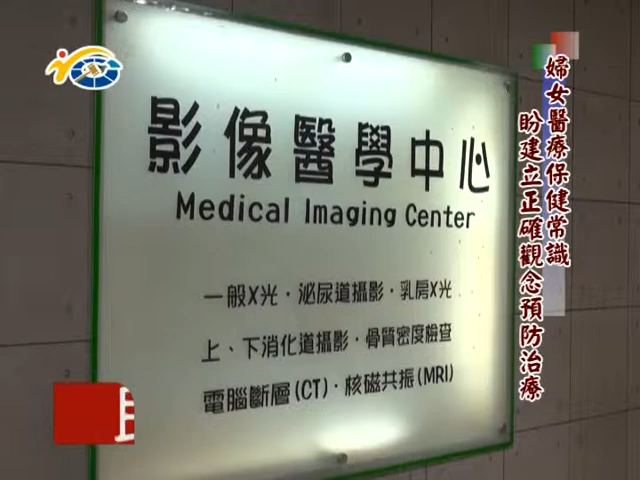 影像醫學中心
Medical Imaging Center
一般X光·泌尿道攝影·乳房X光
上、下消化道攝影·骨質密度檢查
電腦斷層(CT)·核磁共振(MRI)
婦女醫療保健常識
盼建立正確觀念預防治療